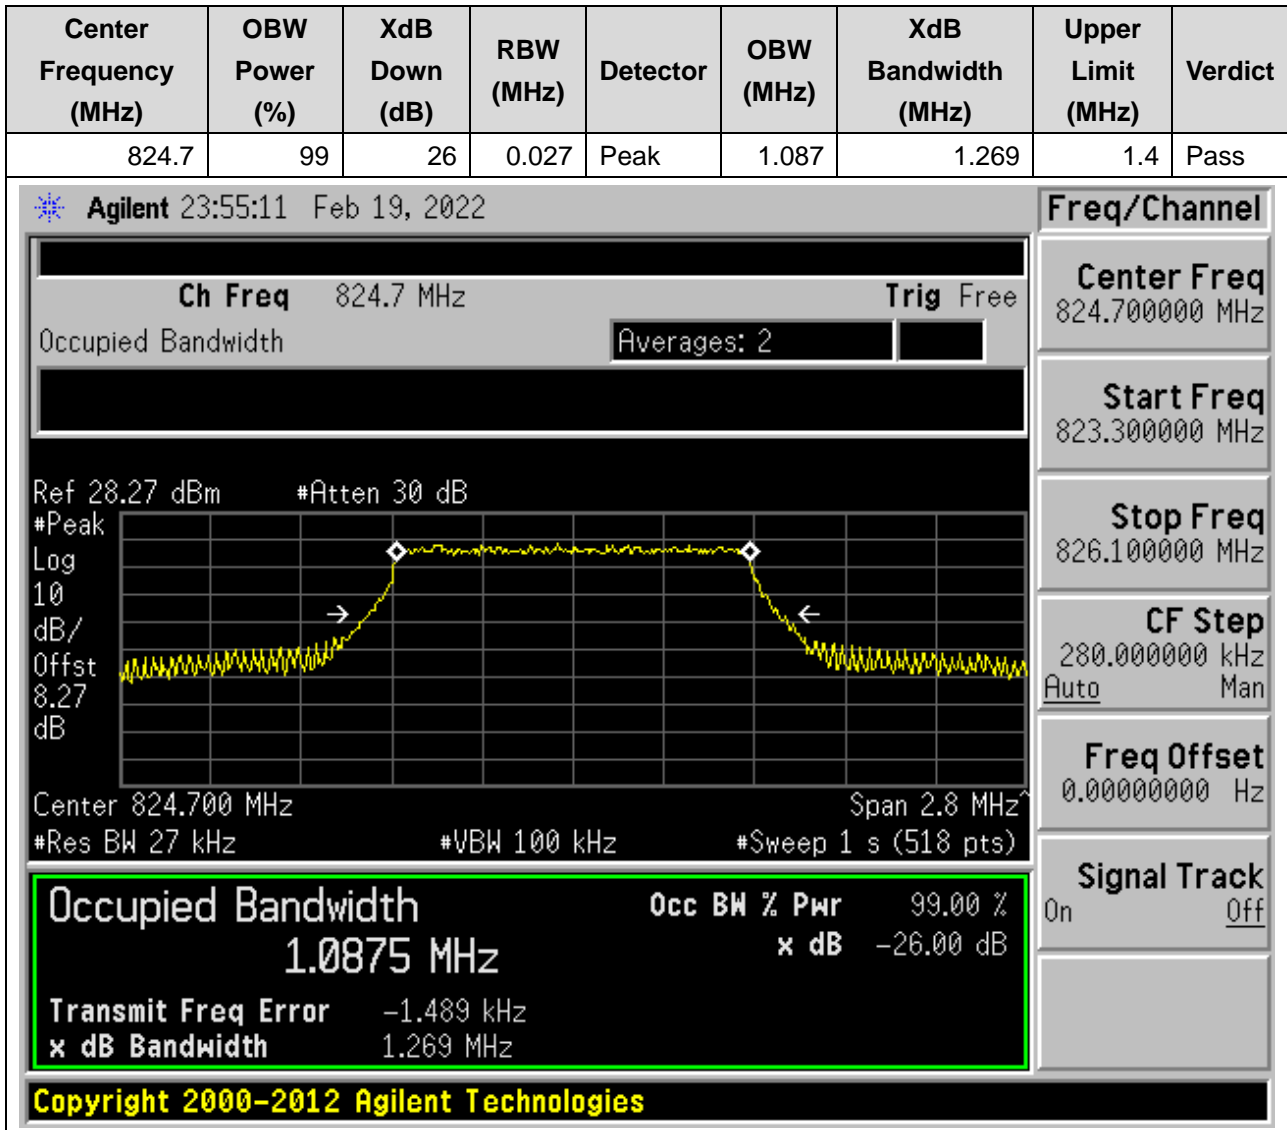 Center Frequency (MHz) OBW Power (%) XdB Down (dB) RBW (MHz) Detector OBW (MHz) XdB Bandwidth (MHz) Upper Limit (MHz) Verdict
824.7 99 26 0.027 Peak 1.087 1.269 1.4 Pass
Agilent 23:55:11 Feb 19, 2022
Freq/Channel
Ch Freq 824.7 MHz Trig Free
Occupied Bandwidth Averages: 2
Center Freq
824.700000 MHz
Start Freq
823.300000 MHz
Stop Freq
826.100000 MHz
CF Step
280.000000 kHz
Auto Man
Freq Offset
0.00000000 Hz
Signal Track
On Off
Ref 28.27 dBm #Atten 30 dB
#Peak
Log
10
dB/
Offst
8.27
dB
Center 824.700 MHz Span 2.8 MHz^
#Res BW 27 kHz #VBW 100 kHz #Sweep 1 s (518 pts)
Occupied Bandwidth Occ BW % Pwr 99.00 %
1.0875 MHz x dB -26.00 dB
Transmit Freq Error -1.489 kHz
x dB Bandwidth 1.269 MHz
Copyright 2000-2012 Agilent Technologies